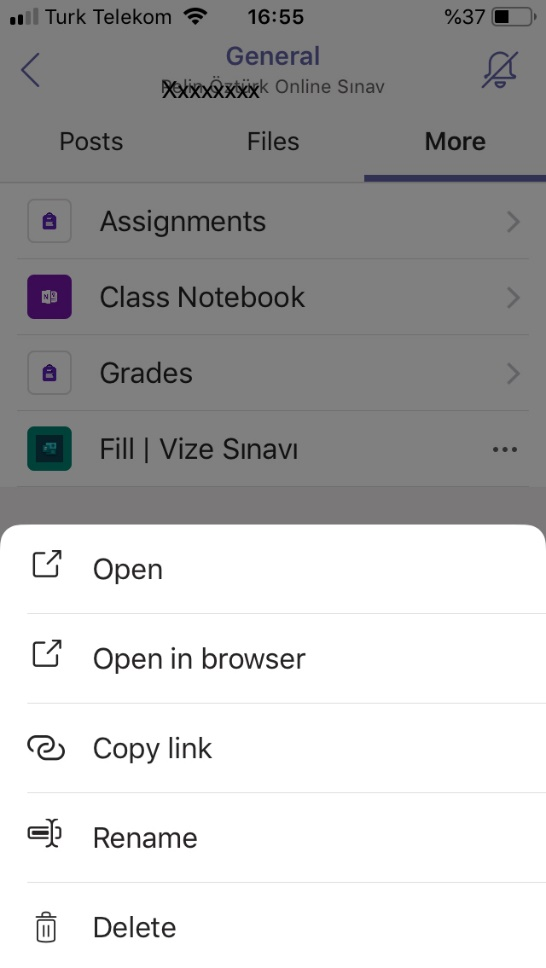 Turk Telekom 16:55 %37
General
Xxxxxxxx Online Sınav
Posts Files More
Assignments
Class Notebook
Grades
Fill | Vize Sınavı
Open
Open in browser
Copy link
Rename
Delete